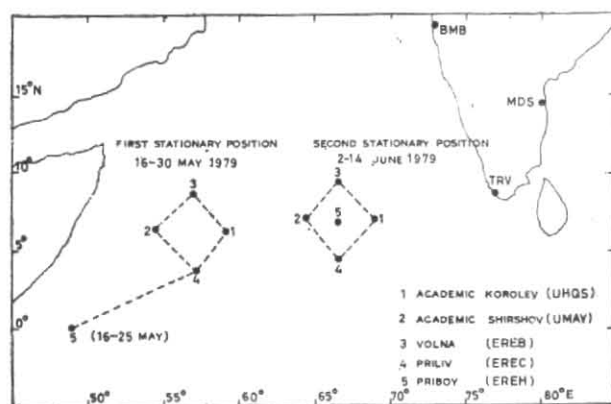 BMB
15° N
MDS
FIRST STATIONARY POSITION
16-30 MAY 1979
SECOND STATIONARY POSITION
2-14 JUNE 1979
10°
TRV
3
3
2
1
2
5
1
5°
4
4
1 ACADEMIC KOROLEV (UHQS)
2 ACADEMIC SHIRSHOV (UMAY)
0°
3 VOLNA (EREB)
5 (16-25 MAY)
4 PRILIV (EREC)
5 PRIBOY (EREH)
50° 55° 60° 65° 70° 75° 80°E